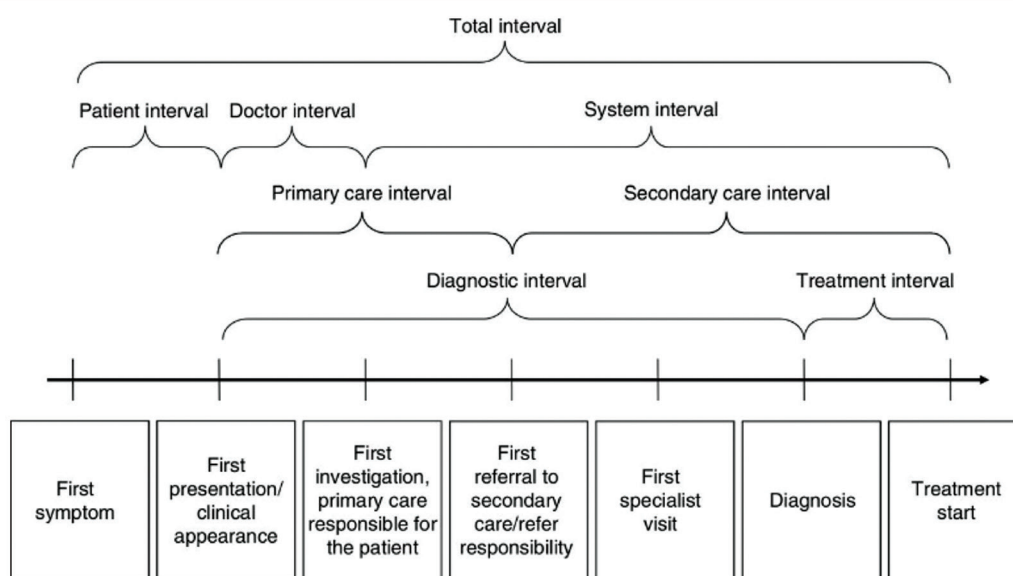 Total interval
Patient interval
Doctor interval
System interval
Primary care interval
Secondary care interval
Diagnostic interval
Treatment interval
First
symptom
First
presentation/
clinical
appearance
First
investigation,
primary care
responsible for
the patient
First
referral to
secondary
care/refer
responsibility
First
specialist
visit
Diagnosis
Treatment
start